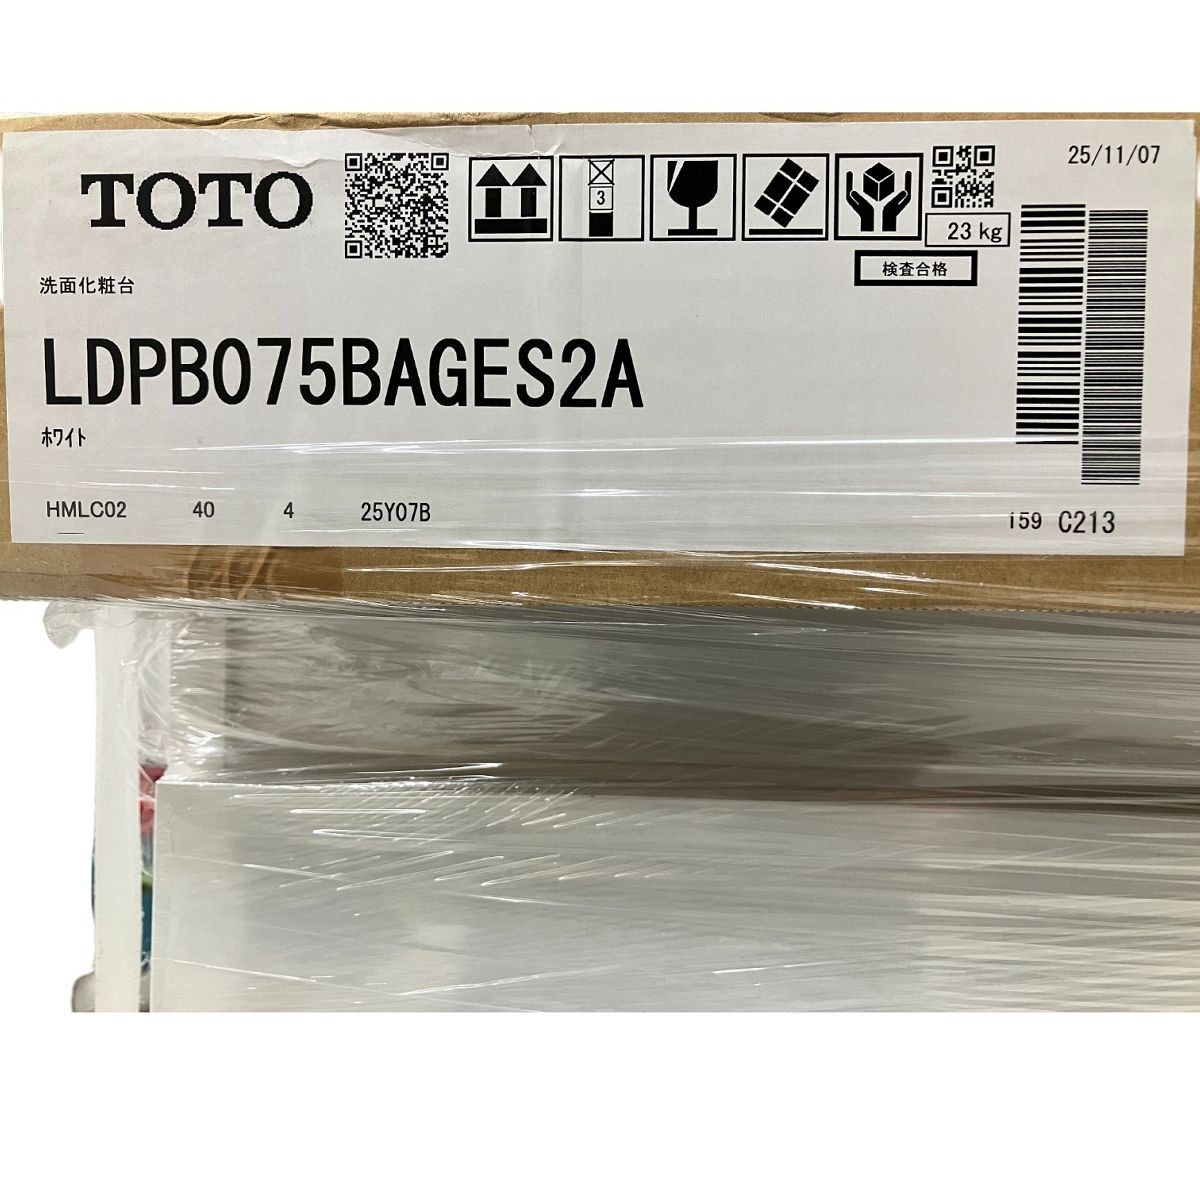 TOTO
25/11/07
3
23 kg
検査合格
洗面化粧台
LDPB075BAGES2A
ホワイト
HMLC02 40 4 25Y07B
159 C213